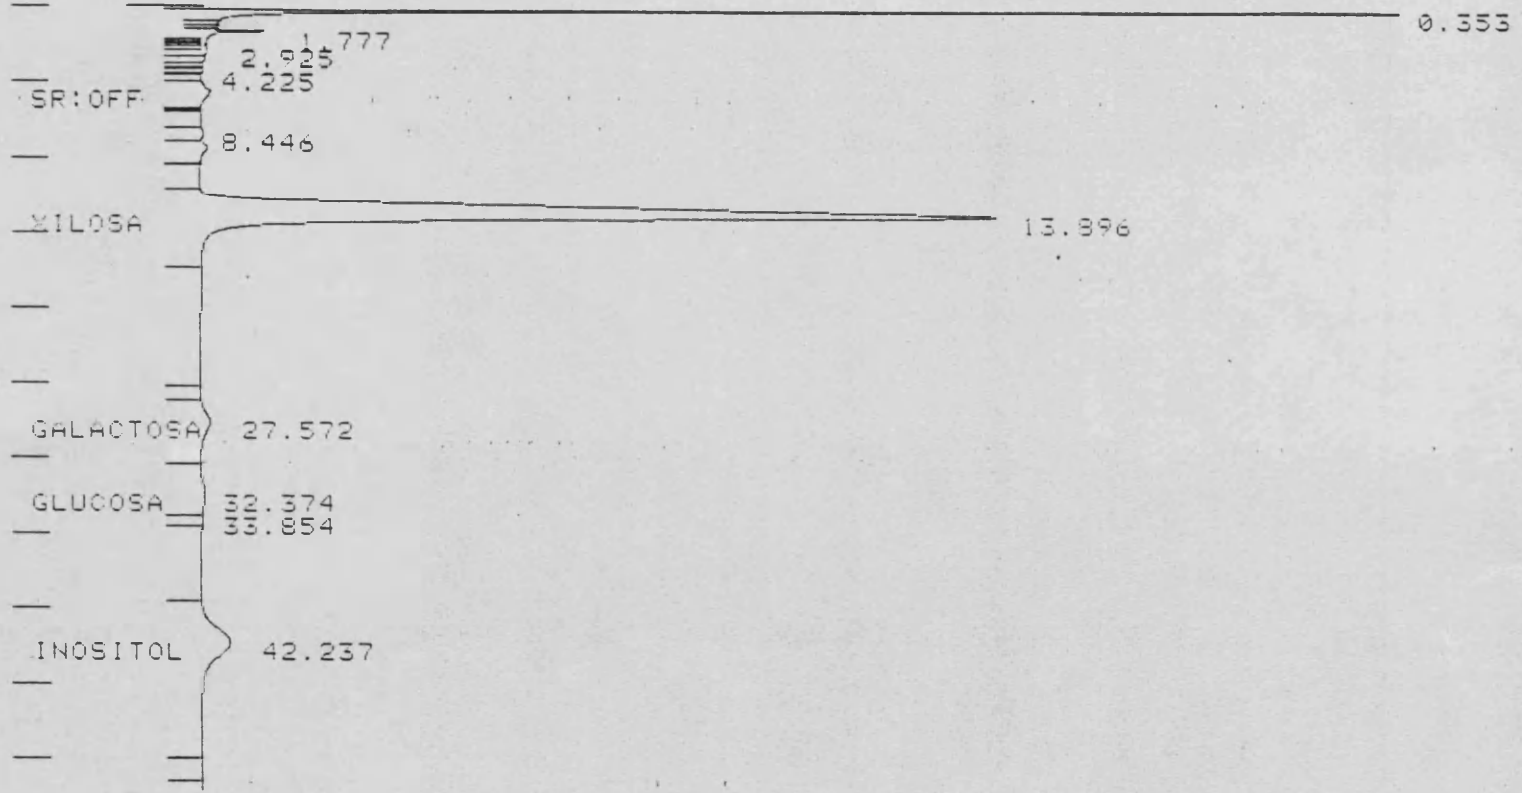 0.353
1.777
2.925
4.225
SR:OFF
8.446
XILOSA
13.896
GALACTOSA 27.572
GLUCOSA 32.374
33.854
INOSITOL 42.237